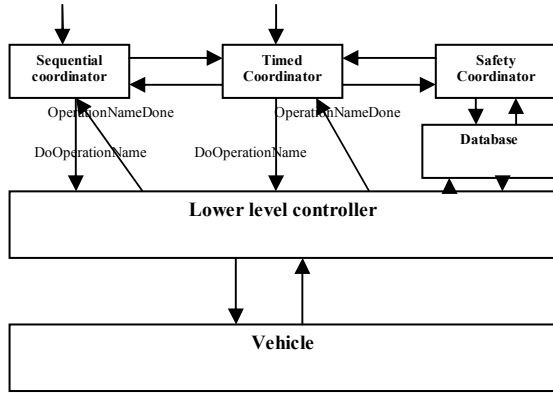 Sequential
coordinator
Timed
Coordinator
Safety
Coordinator
OperationNameDone
OperationNameDone
Database
DoOperationName
DoOperationName
Lower level controller
Vehicle